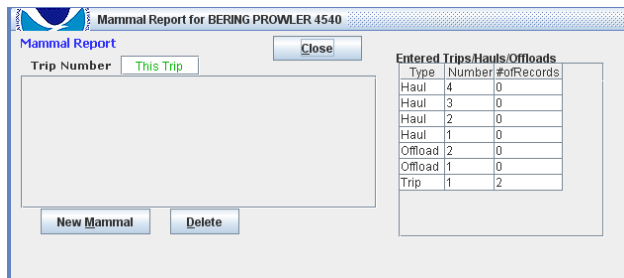 Mammal Report for BERING PROWLER 4540
Mammal Report
Close
Trip Number This Trip
Entered Trips/Hauls/Offloads
Type Number #ofRecords
Haul 4 0
Haul 3 0
Haul 2 0
Haul 1 0
Offload 2 0
Offload 1 0
Trip 1 2
New Mammal Delete